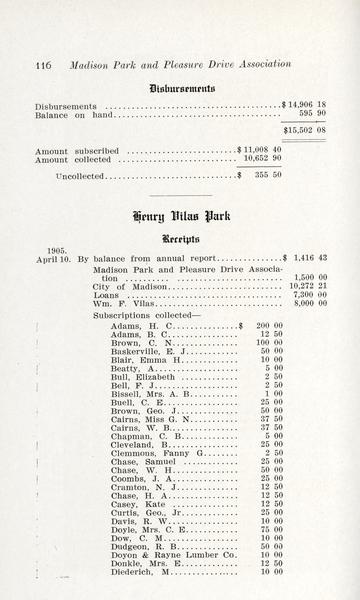 116 Madison Park and Pleasure Drive Association
Disbursements
Disbursements ........................................$ 14,906 18
Balance on hand...................................... 595 90
$15,502 08
Amount subscribed ..........................$ 11,008 40
Amount collected .......................... 10,652 90
Uncollected..............................$ 355 50
Henry Vilas Park
Receipts
1905.
April 10. By balance from annual report...............$ 1,416 43
Madison Park and Pleasure Drive Associa-
tion .......... ........................ 1,500 00
City of Madison........................... 10,272 21
Loans .................................... 7,300 00
Wm. F. Vilas.............................. 8,000 00
Subscriptions collected—
Adams, H. C...............$ 200 00
Adams, B. C............... 12 50
Brown, C. N............... 100 00
Baskerville, E. J........... 50 00
Blair, Emma H............. 10 00
Beatty, A.................. 5 00
Bull, Elizabeth ............ 2 50
Bell, F. J.................. 2 50
Bissell, Mrs. A. B.......... 1 00
Buell, C. E................ 25 00
Brown, Geo. J............. 50 00
Cairns, Miss G. N.......... 37 50
Cairns, W. B............... 37 50
Chapman, C. B............ 5 00
Cleveland, B............... 25 00
Clemmous, Fanny G....... 2 50
Chase, Samuel ............ 25 00
Chase, W. H............... 50 00
Coombs, J. A.............. 25 00
Cramton, N. J............. 12 50
Chase, H. A............... 12 50
Casey, Kate .............. 12 50
Curtis, Geo., Jr............ 25 00
Davis, R. W............... 10 00
Doyle, Mrs. C. E........... 75 00
Dow, C. M................ 10 00
Dudgeon, R. B............. 50 00
Doyon & Rayne Lumber Co. 10 00
Donkle, Mrs. E............ 12 50
Diederich, M............... 10 00